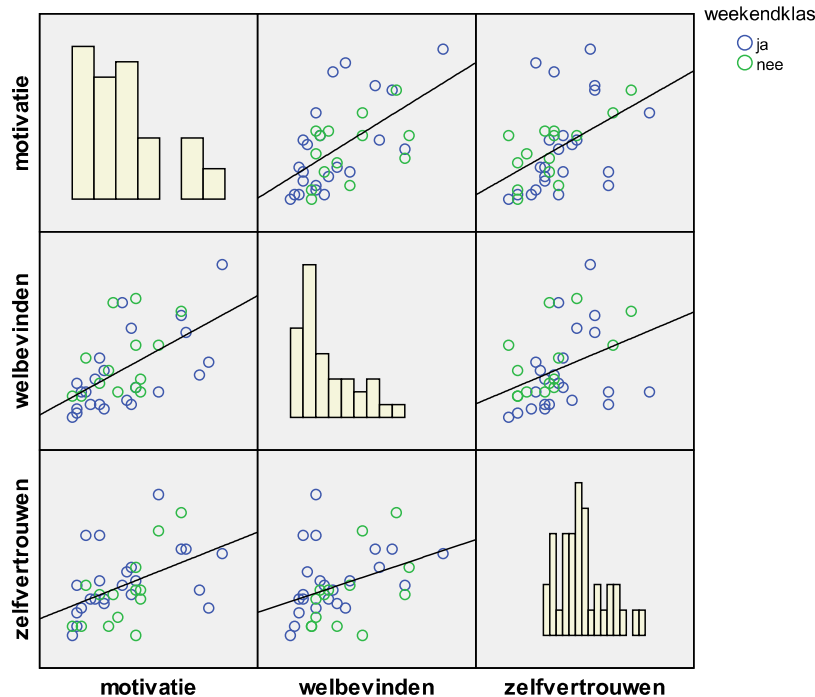 weekendklas
ja
nee
motivatie
welbevinden
zelfvertrouwen
motivatie
welbevinden
zelfvertrouwen